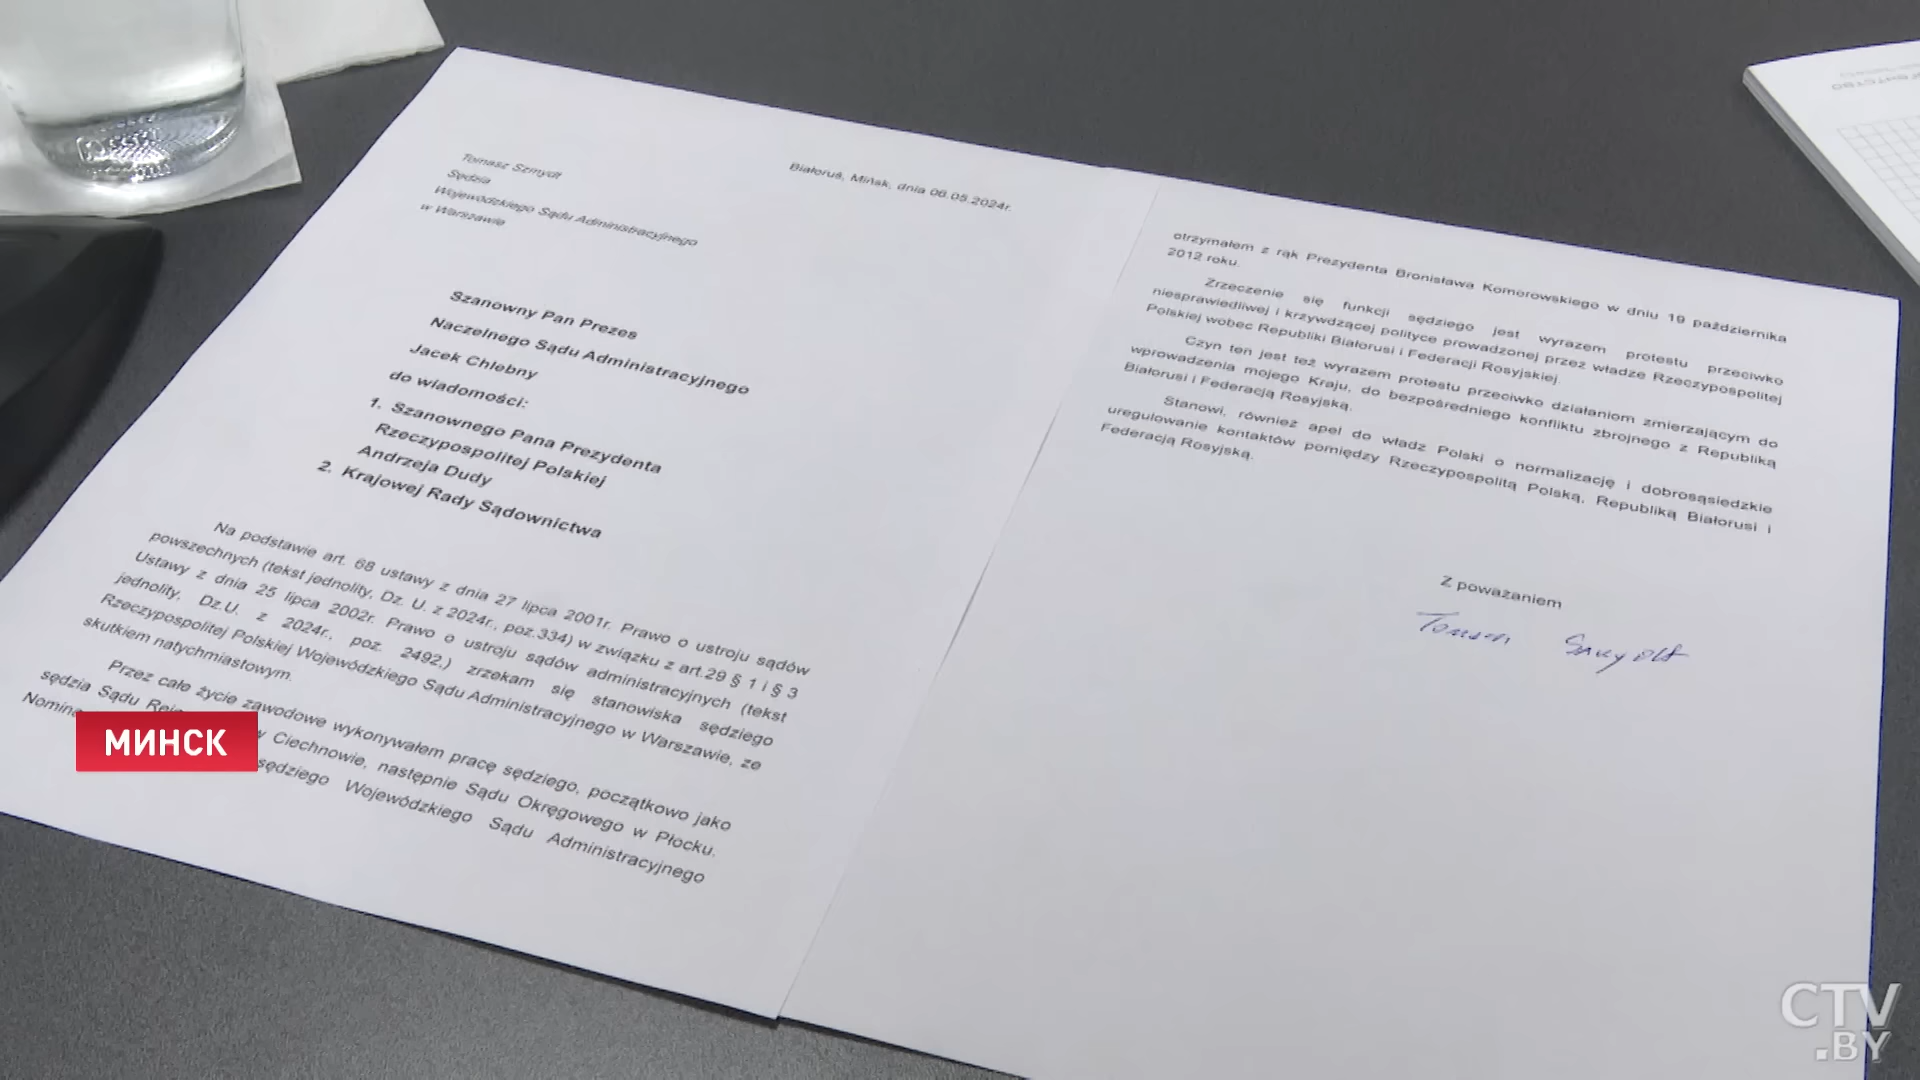 Tomasz Szmydt
Sędzia
Wojewódzkiego Sądu Administracyjnego
w Warszawie
Białoruś, Mińsk, dnia 06.05.2024r.
Szanowny Pan Prezes
Naczelnego Sądu Administracyjnego
Jacek Chlebny
do wiadomości:
1. Szanownego Pana Prezydenta
Rzeczypospolitej Polskiej
Andrzeja Dudy
2. Krajowej Rady Sądownictwa
Na podstawie art. 68 ustawy z dnia 27 lipca 2001r. Prawo o ustroju sądów
powszechnych (tekst jednolity, Dz. U. z 2024r., poz.334) w związku z art.29 § 1 i § 3
Ustawy z dnia 25 lipca 2002r. Prawo o ustroju sądów administracyjnych (tekst
jednolity, Dz.U. z 2024r., poz. 2492,) zrzekam się stanowiska sędziego
Rzeczypospolitej Polskiej Wojewódzkiego Sądu Administracyjnego w Warszawie, ze
skutkiem natychmiastowym.
Przez całe życie zawodowe wykonywałem pracę sędziego, początkowo jako
sędzia Sądu w Ciechnowie, następnie Sądu Okręgowego w Płocku.
sędziego Wojewódzkiego Sądu Administracyjnego
otrzymałem z rąk Prezydenta Bronisława Komorowskiego w dniu 19 października
2012 roku.
Zrzeczenie się funkcji sędziego jest wyrazem protestu przeciwko
niesprawiedliwej i krzywdzącej polityce prowadzonej przez władze Rzeczypospolitej
Polskiej wobec Republiki Białorusi i Federacji Rosyjskiej.
Czyn ten jest też wyrazem protestu przeciwko działaniom zmierzającym do
wprowadzenia mojego Kraju, do bezpośredniego konfliktu zbrojnego z Republiką
Białorusi i Federacją Rosyjską.
Stanowi, również apel do władz Polski o normalizację i dobrosąsiedzkie
uregulowanie kontaktów pomiędzy Rzeczypospolitą Polską, Republiką Białorusi i
Federacją Rosyjską.
Z poważaniem
Tomasz Szmydt
МИНСК
CTV
.BY